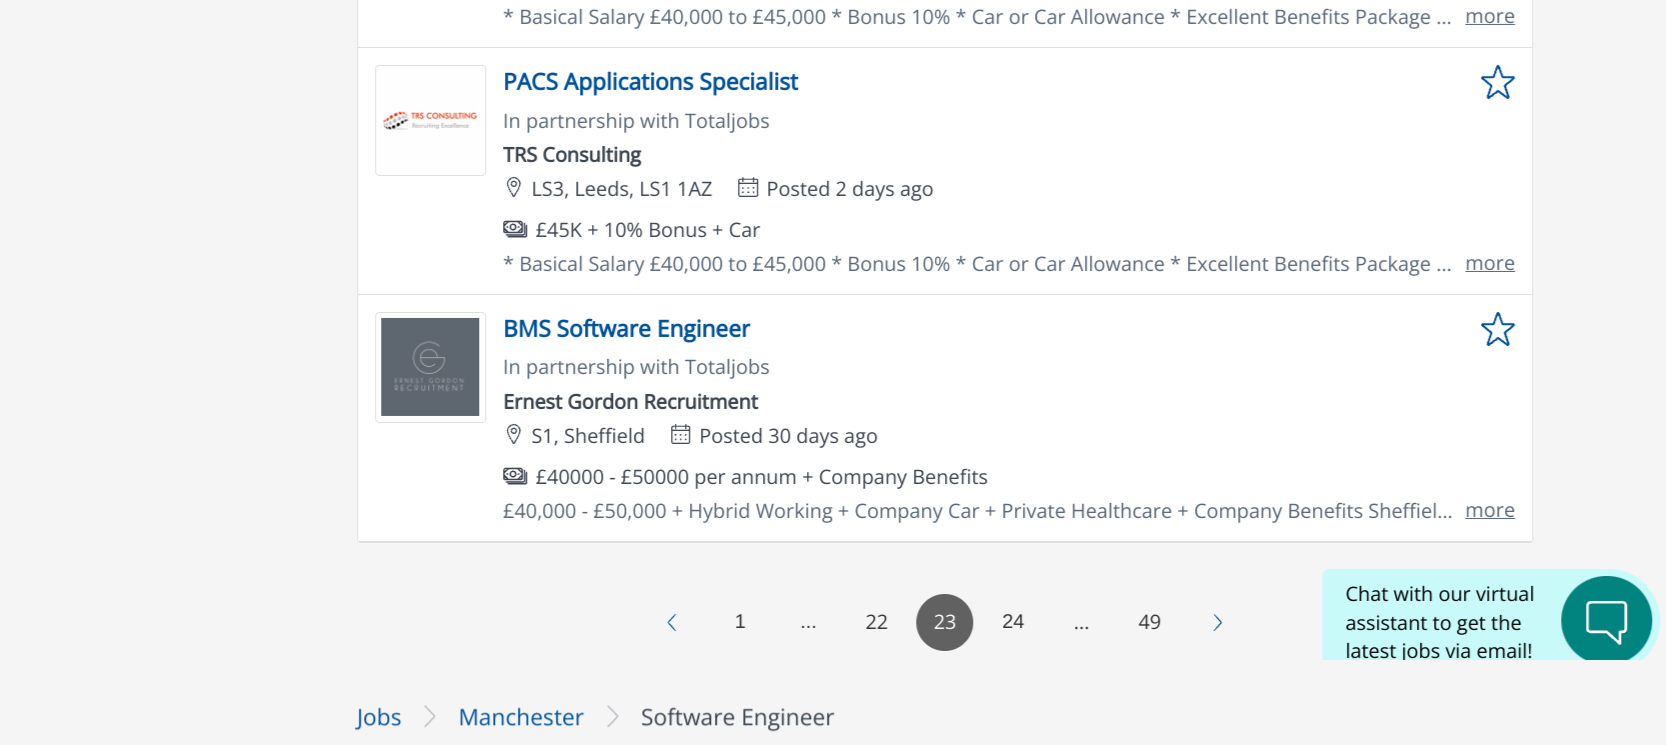 * Basical Salary £40,000 to £45,000 * Bonus 10% * Car or Car Allowance * Excellent Benefits Package ... more
PACS Applications Specialist
TRS CONSULTING
Recruiting Excellence
In partnership with Totaljobs
TRS Consulting
LS3, Leeds, LS1 1AZ Posted 2 days ago
£45K + 10% Bonus + Car
* Basical Salary £40,000 to £45,000 * Bonus 10% * Car or Car Allowance * Excellent Benefits Package ... more
BMS Software Engineer
ERNEST GORDON
RECRUITMENT
In partnership with Totaljobs
Ernest Gordon Recruitment
S1, Sheffield Posted 30 days ago
£40000 - £50000 per annum + Company Benefits
£40,000 - £50,000 + Hybrid Working + Company Car + Private Healthcare + Company Benefits Sheffiel... more
1 ... 22 23 24 ... 49
Chat with our virtual
assistant to get the
latest jobs via email!
Jobs Manchester Software Engineer